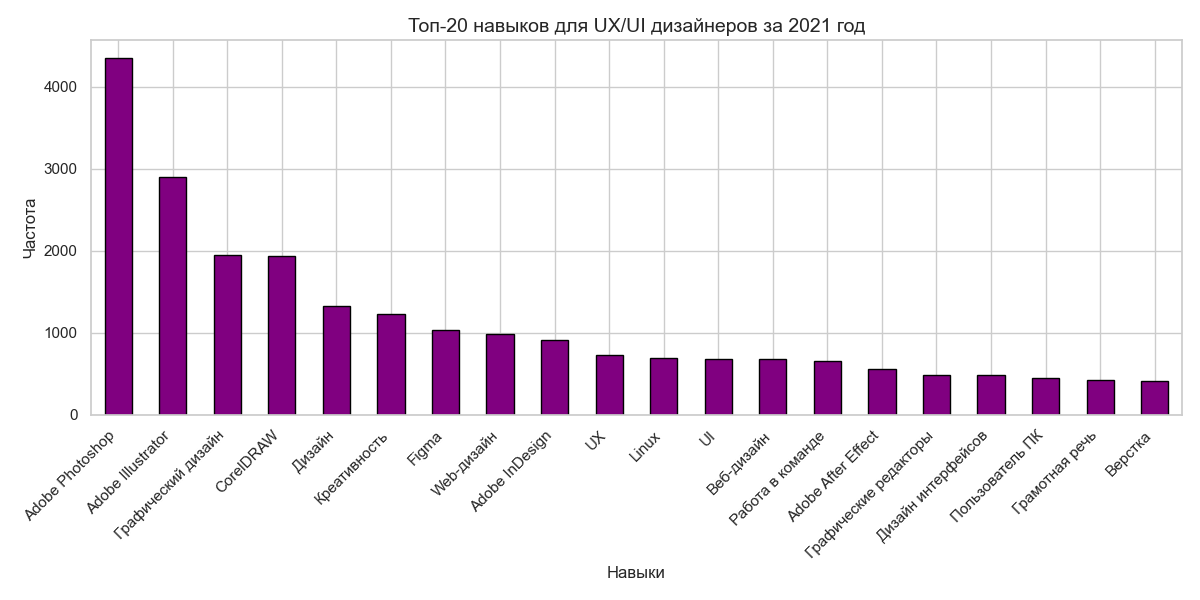 Топ-20 навыков для UX/UI дизайнеров за 2021 год
Частота
4000
3000
2000
1000
0
Adobe Photoshop
Adobe Illustrator
Графический дизайн
CorelDRAW
Дизайн
Креативность
Figma
Web-дизайн
Adobe InDesign
UX
Linux
UI
Веб-дизайн
Работа в команде
Adobe After Effect
Графические редакторы
Дизайн интерфейсов
Пользователь ПК
Грамотная речь
Верстка
Навыки